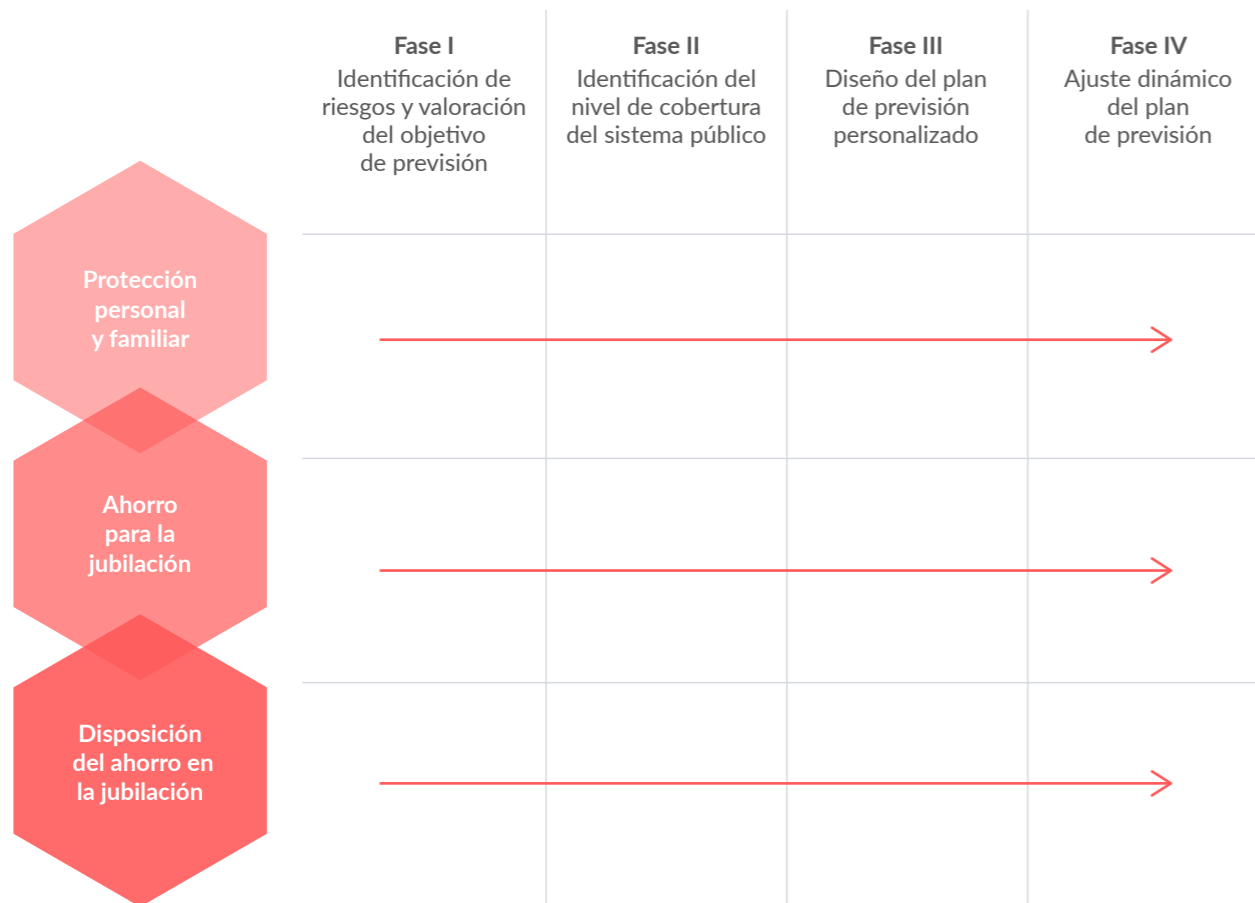 Fase I
Identificación de
riesgos y valoración
del objetivo
de previsión
Fase II
Identificación del
nivel de cobertura
del sistema público
Fase III
Diseño del plan
de previsión
personalizado
Fase IV
Ajuste dinámico
del plan
de previsión
Protección
personal
y familiar
Ahorro
para la
jubilación
Disposición
del ahorro en
la jubilación